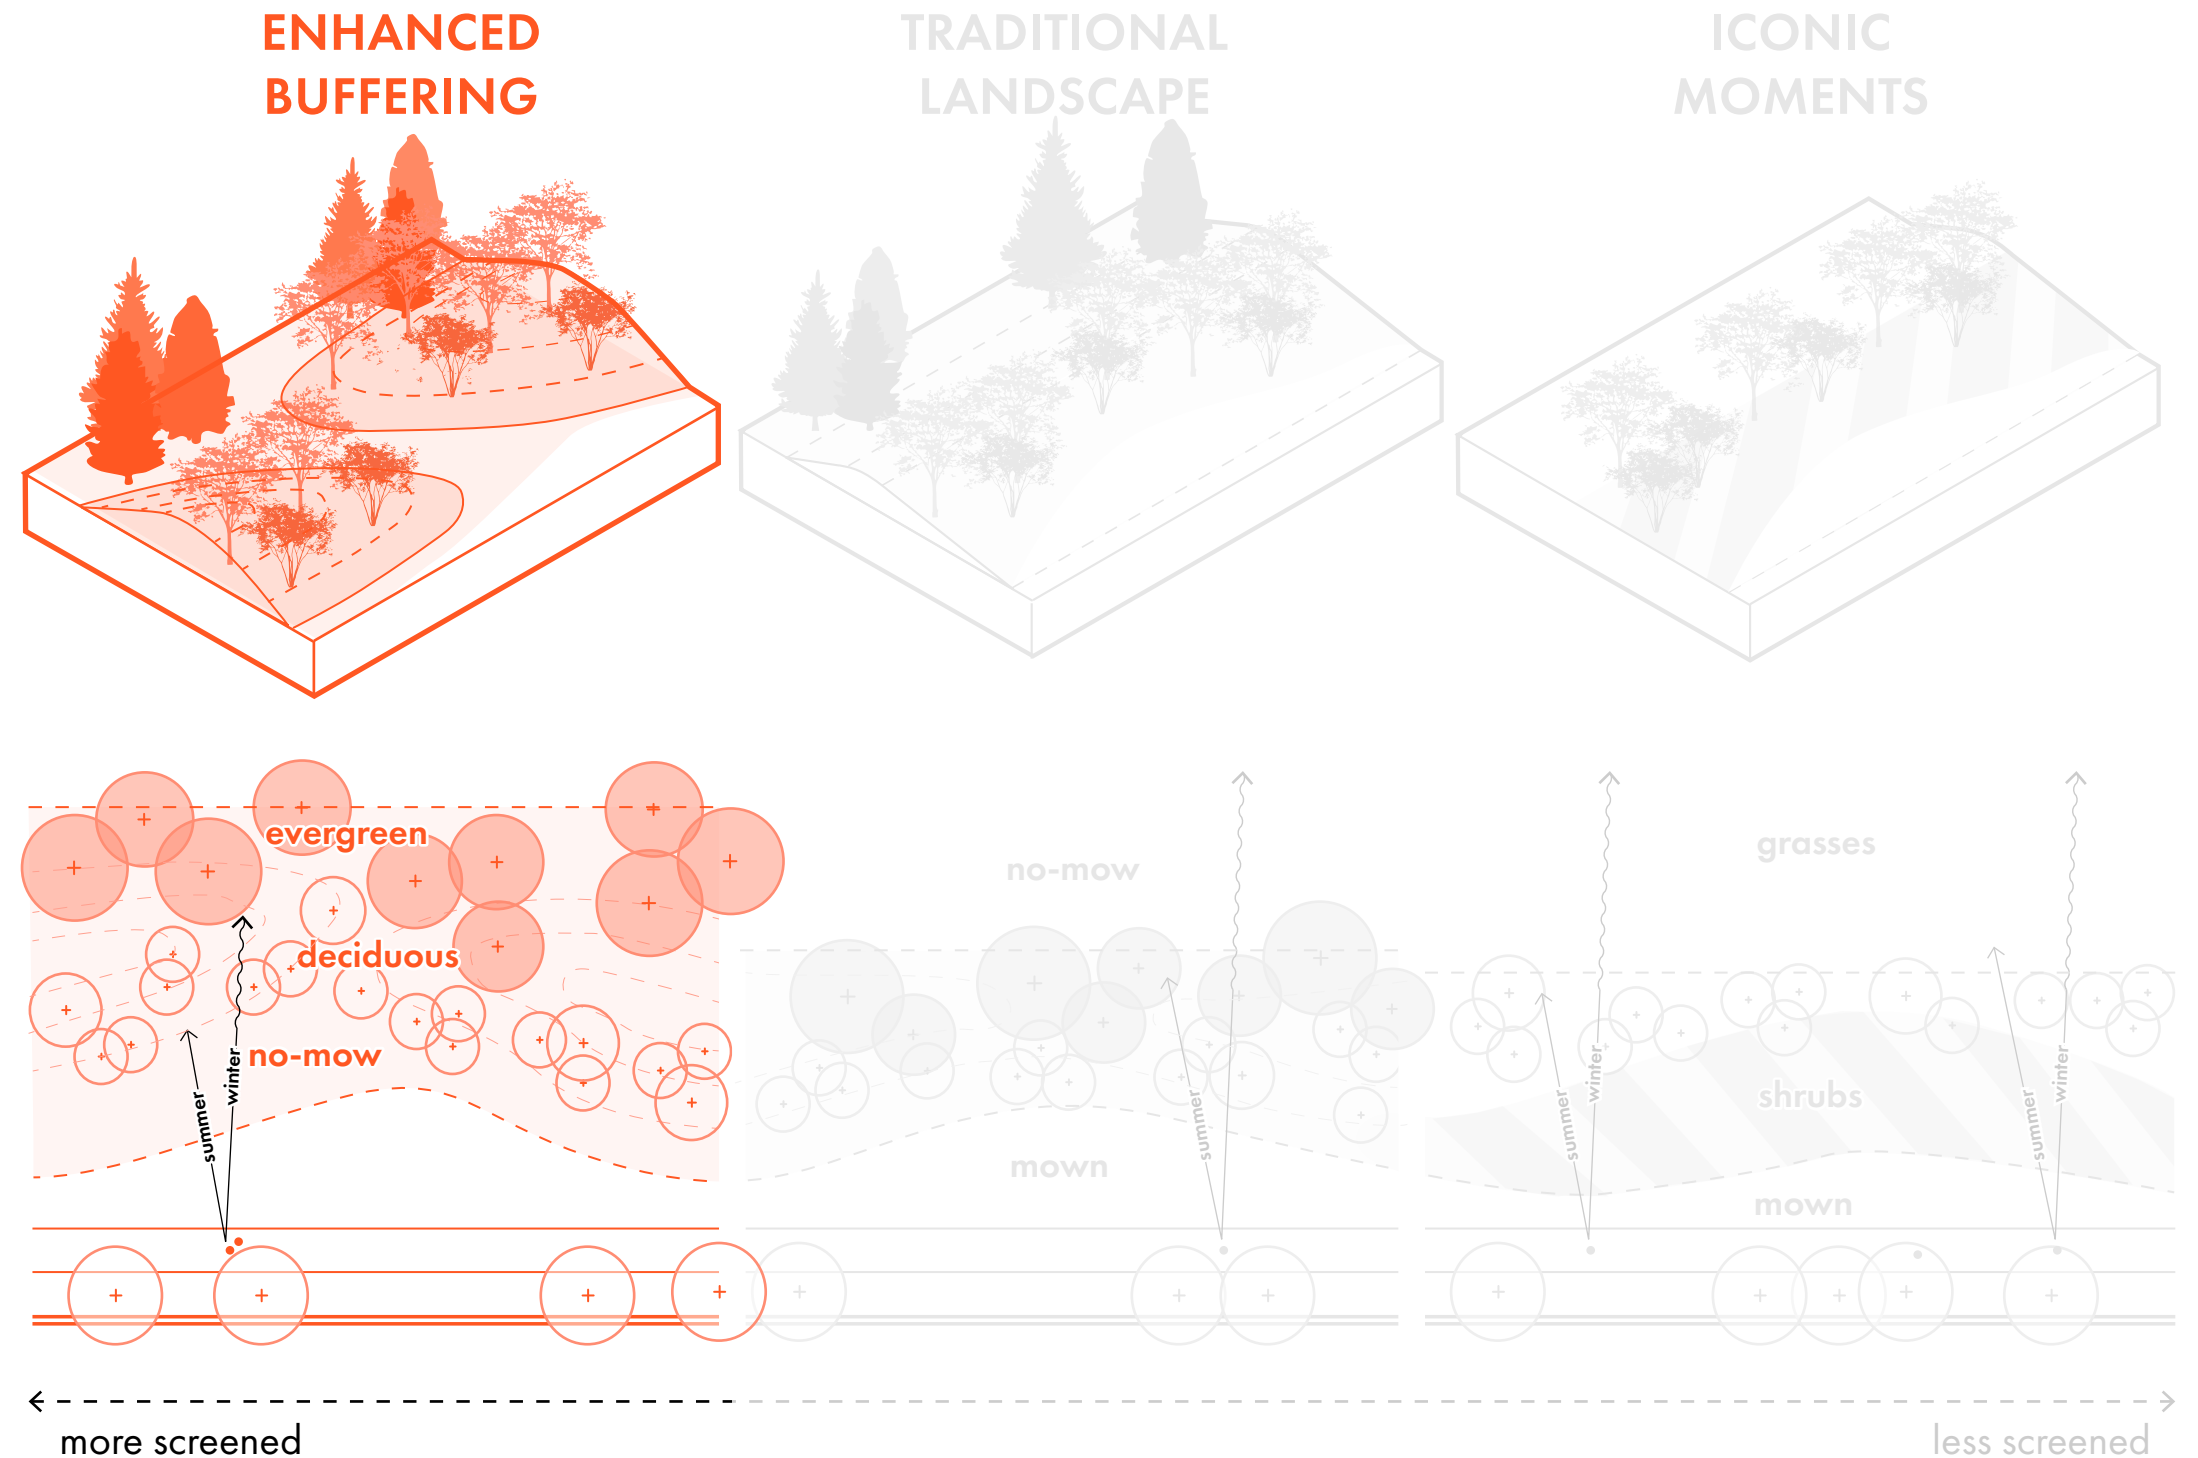 ENHANCED
BUFFERING
TRADITIONAL
LANDSCAPE
ICONIC
MOMENTS
evergreen
deciduous
no-mow
summer
winter
no-mow
mown
summer
grasses
shrubs
mown
summer
winter
summer
winter
more screened
less screened